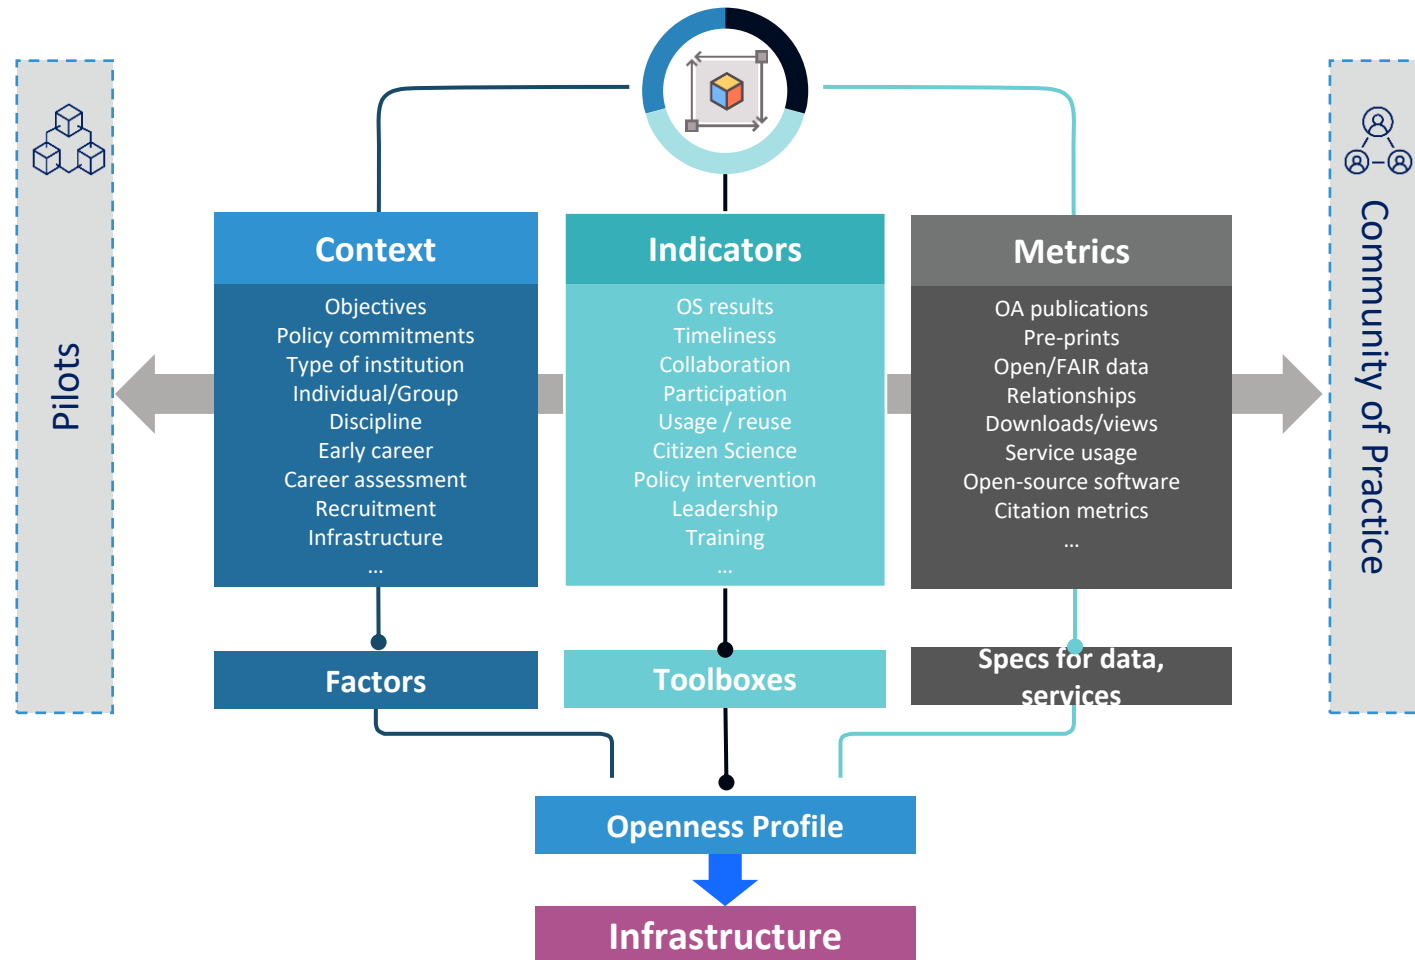 Pilots
Context
Objectives
Policy commitments
Type of institution
Individual/Group
Discipline
Early career
Career assessment
Recruitment
Infrastructure
...
Factors
Indicators
OS results
Timeliness
Collaboration
Participation
Usage / reuse
Citizen Science
Policy intervention
Leadership
Training
...
Toolboxes
Metrics
OA publications
Pre-prints
Open/FAIR data
Relationships
Downloads/views
Service usage
Open-source software
Citation metrics
...
Specs for data,
services
Community of Practice
Openness Profile
Infrastructure